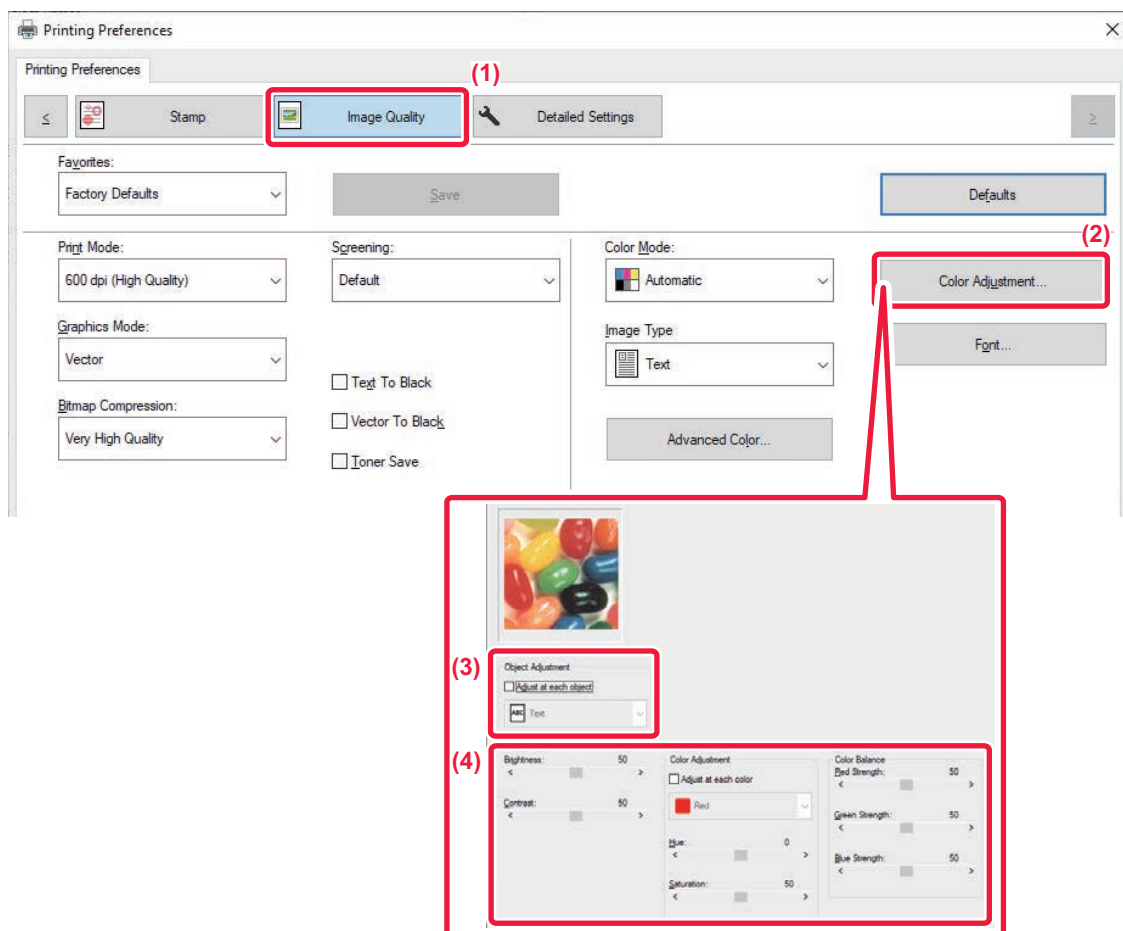 Printing Preferences
Printing Preferences
(1)
< Stamp Image Quality Detailed Settings >
Favorites:
Factory Defaults Save Defaults
(2)
Print Mode: Screening: Color Mode:
600 dpi (High Quality) Default Automatic Color Adjustment...
Graphics Mode: Image Type
Vector Text Font...
Text To Black
Bitmap Compression:
Vector To Black
Very High Quality Advanced Color...
Toner Save
(3)
Object Adjustment
Adjust at each object
ABC Text
(4)
Brightness: 50 Color Adjustment Color Balance
< > Adjust at each color Red Strength: 50
< >
Contrast: 50 Red
< > Green Strength: 50
< >
Hue: 0
< > Blue Strength: 50
< >
Saturation: 50
< >